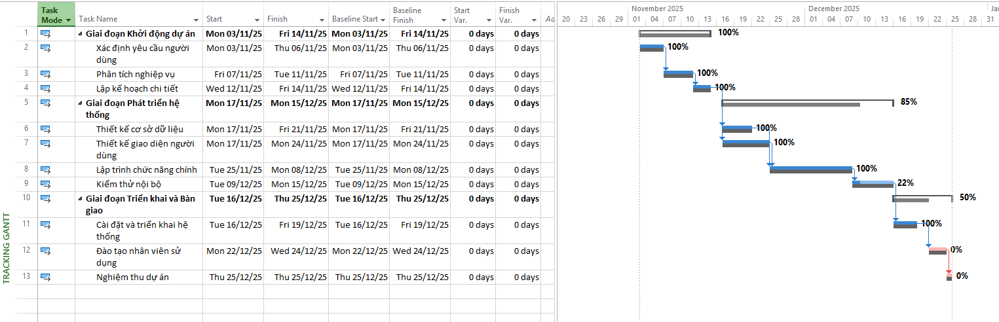 Task Mode Task Name Start Finish Baseline Start Baseline Finish Start Var. Finish Var. Ad
November 2025 December 2025 Jan
20 23 26 29 01 04 07 10 13 16 19 22 25 28 01 04 07 10 13 16 19 22 25 28 31
1 Giai đoạn Khởi động dự án Mon 03/11/25 Fri 14/11/25 Mon 03/11/25 Fri 14/11/25 0 days 0 days 100%
2 Xác định yêu cầu người dùng Mon 03/11/25 Thu 06/11/25 Mon 03/11/25 Thu 06/11/25 0 days 0 days 100%
3 Phân tích nghiệp vụ Fri 07/11/25 Tue 11/11/25 Fri 07/11/25 Tue 11/11/25 0 days 0 days 100%
4 Lập kế hoạch chi tiết Wed 12/11/25 Fri 14/11/25 Wed 12/11/25 Fri 14/11/25 0 days 0 days 100%
5 Giai đoạn Phát triển hệ thống Mon 17/11/25 Mon 15/12/25 Mon 17/11/25 Mon 15/12/25 0 days 0 days 85%
6 Thiết kế cơ sở dữ liệu Mon 17/11/25 Fri 21/11/25 Mon 17/11/25 Fri 21/11/25 0 days 0 days 100%
7 Thiết kế giao diện người dùng Mon 17/11/25 Mon 24/11/25 Mon 17/11/25 Mon 24/11/25 0 days 0 days 100%
8 Lập trình chức năng chính Tue 25/11/25 Mon 08/12/25 Tue 25/11/25 Mon 08/12/25 0 days 0 days 100%
9 Kiểm thử nội bộ Tue 09/12/25 Mon 15/12/25 Tue 09/12/25 Mon 15/12/25 0 days 0 days 22%
10 Giai đoạn Triển khai và Bàn giao Tue 16/12/25 Thu 25/12/25 Tue 16/12/25 Thu 25/12/25 0 days 0 days 50%
11 Cài đặt và triển khai hệ thống Tue 16/12/25 Fri 19/12/25 Tue 16/12/25 Fri 19/12/25 0 days 0 days 100%
12 Đào tạo nhân viên sử dụng Mon 22/12/25 Wed 24/12/25 Mon 22/12/25 Wed 24/12/25 0 days 0 days 0%
13 Nghiệm thu dự án Thu 25/12/25 Thu 25/12/25 Thu 25/12/25 Thu 25/12/25 0 days 0 days 0%
TRACKING GANTT